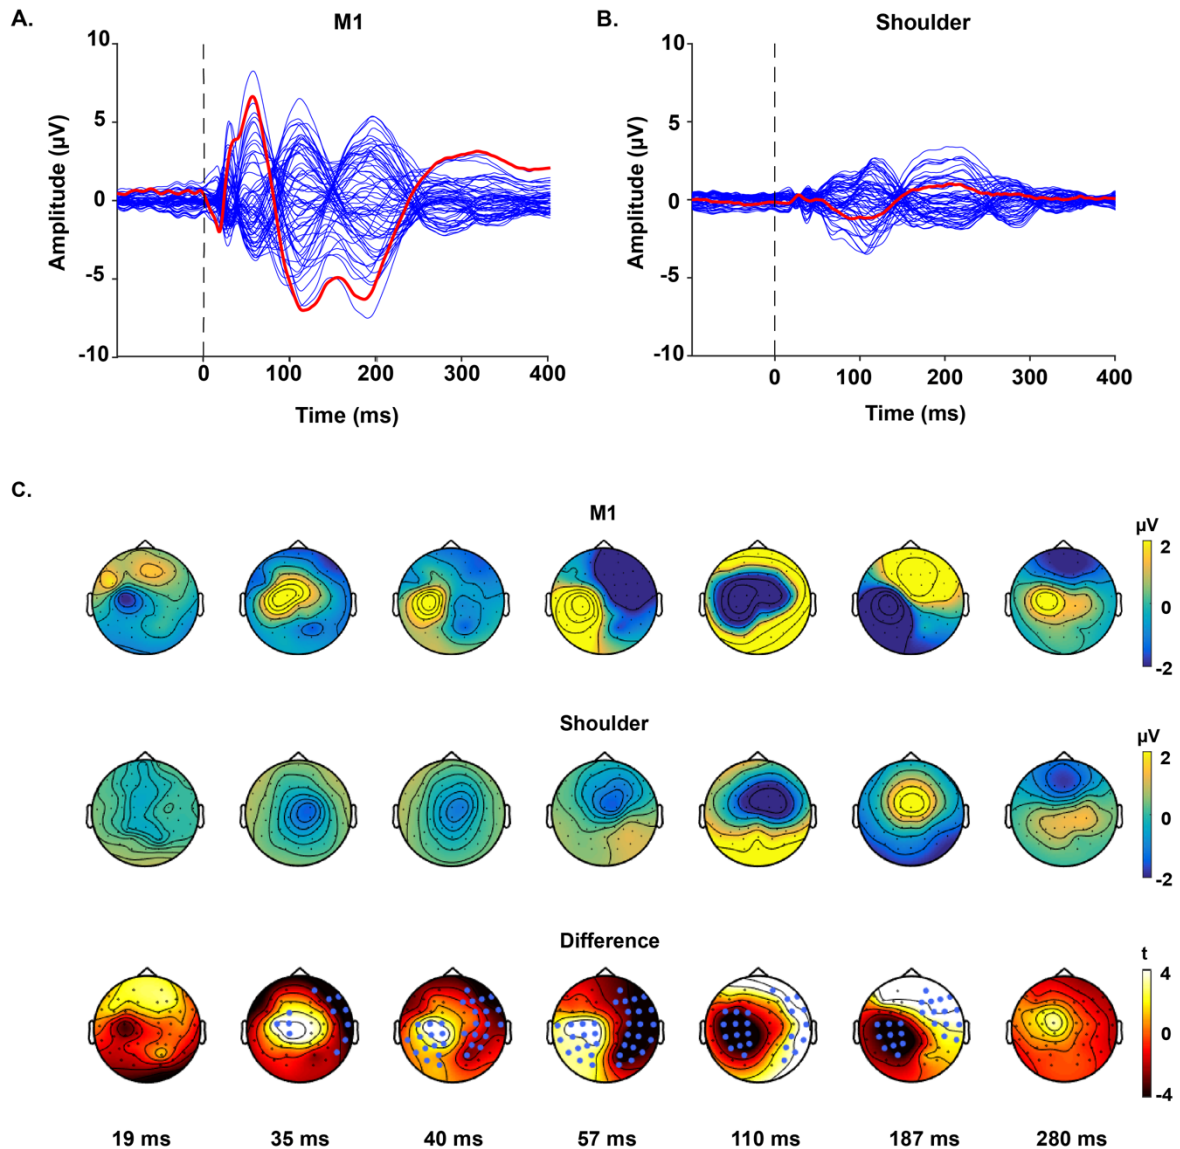 A.
M1
B.
Shoulder
10
5
0
-5
-10
Amplitude (µV)
0
100
200
300
400
Time (ms)
10
5
0
-5
-10
Amplitude (µV)
0
100
200
300
400
Time (ms)
C.
M1
µV
2
0
-2
Shoulder
µV
2
0
-2
Difference
t
4
0
-4
19 ms 35 ms 40 ms 57 ms 110 ms 187 ms 280 ms